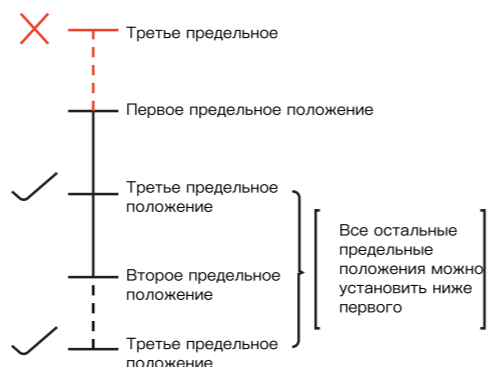 Третье предельное
Первое предельное положение
Третье предельное
положение
Второе предельное
положение
Третье предельное
положение
Все остальные
предельные
положения можно
установить ниже
первого